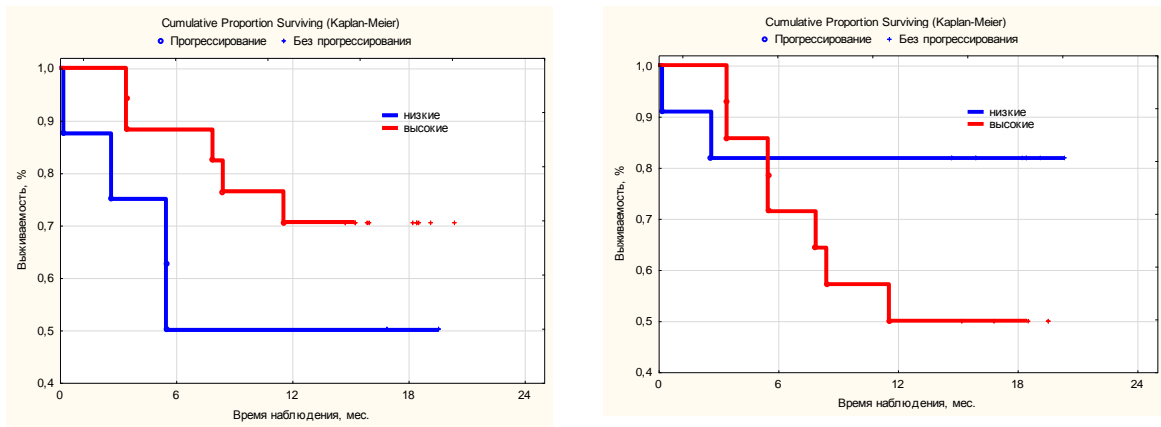 Cumulative Proportion Surviving (Kaplan-Meier)
Прогрессирование + Без прогрессирования
1,0
0,9
0,8
0,7
0,6
0,5
0,4
Выживаемость, %
низкие
высокие
0 6 12 18 24
Время наблюдения, мес.
Cumulative Proportion Surviving (Kaplan-Meier)
Прогрессирование + Без прогрессирования
1,0
0,9
0,8
0,7
0,6
0,5
0,4
Выживаемость, %
низкие
высокие
0 6 12 18 24
Время наблюдения, мес.